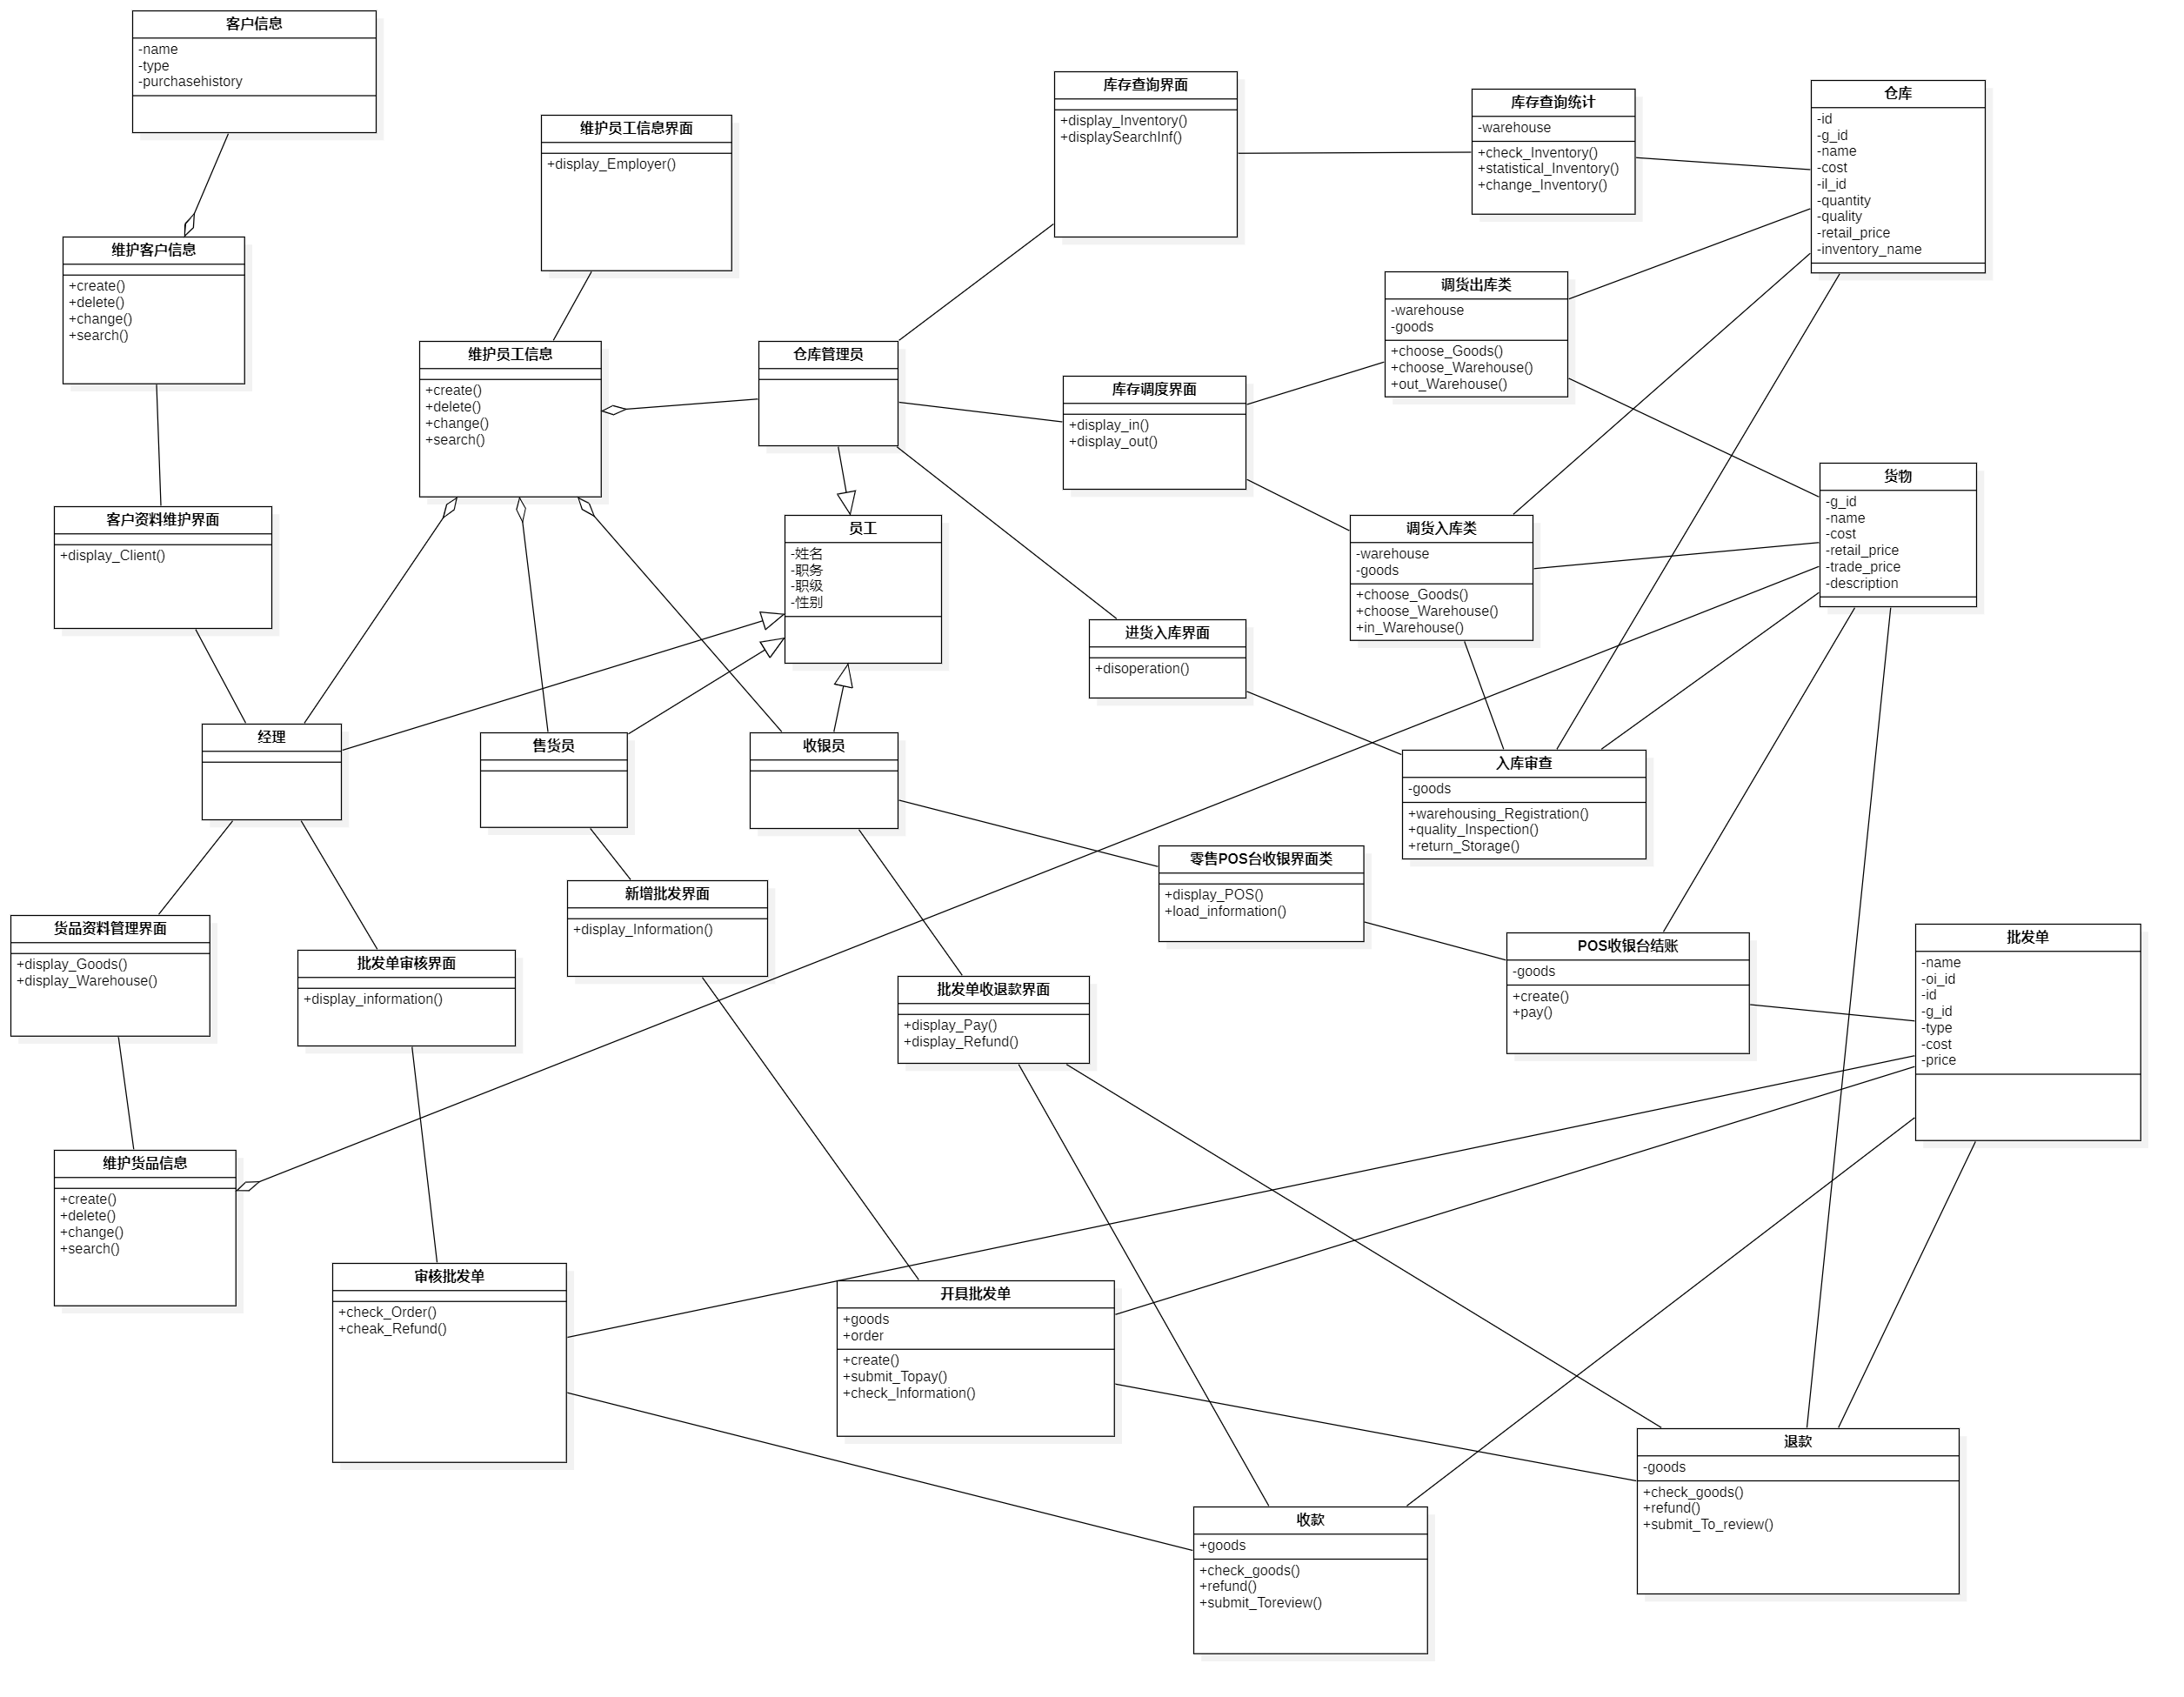 客户信息
-name
-type
-purchasehistory
维护员工信息界面
+display_Employer()
库存查询界面
+display_Inventory()
+displaySearchInf()
库存查询统计
-warehouse
+check_Inventory()
+statistical_Inventory()
+change_Inventory()
仓库
-id
-g_id
-name
-cost
-il_id
-quantity
-quality
-retail_price
-inventory_name
维护客户信息
+create()
+delete()
+change()
+search()
维护员工信息
+create()
+delete()
+change()
+search()
仓库管理员
库存调度界面
+display_in()
+display_out()
调货出库类
-warehouse
-goods
+choose_Goods()
+choose_Warehouse()
+out_Warehouse()
客户资料维护界面
+display_Client()
员工
-姓名
-职务
-职级
-性别
调货入库类
-warehouse
-goods
+choose_Goods()
+choose_Warehouse()
+in_Warehouse()
货物
-g_id
-name
-cost
-retail_price
-trade_price
-description
进货入库界面
+disoperation()
经理
售货员
收银员
入库审查
-goods
+warehousing_Registration()
+quality_Inspection()
+return_Storage()
零售POS台收银界面类
+display_POS()
+load_information()
货品资料管理界面
+display_Goods()
+display_Warehouse()
批发单审核界面
+display_information()
新增批发界面
+display_Information()
批发单收退款界面
+display_Pay()
+display_Refund()
POS收银台结账
-goods
+create()
+pay()
批发单
-name
-oi_id
-id
-g_id
-type
-cost
-price
维护货品信息
+create()
+delete()
+change()
+search()
审核批发单
+check_Order()
+cheak_Refund()
开具批发单
+goods
+order
+create()
+submit_Topay()
+check_Information()
收款
+goods
+check_goods()
+refund()
+submit_Toreview()
退款
-goods
+check_goods()
+refund()
+submit_To_review()